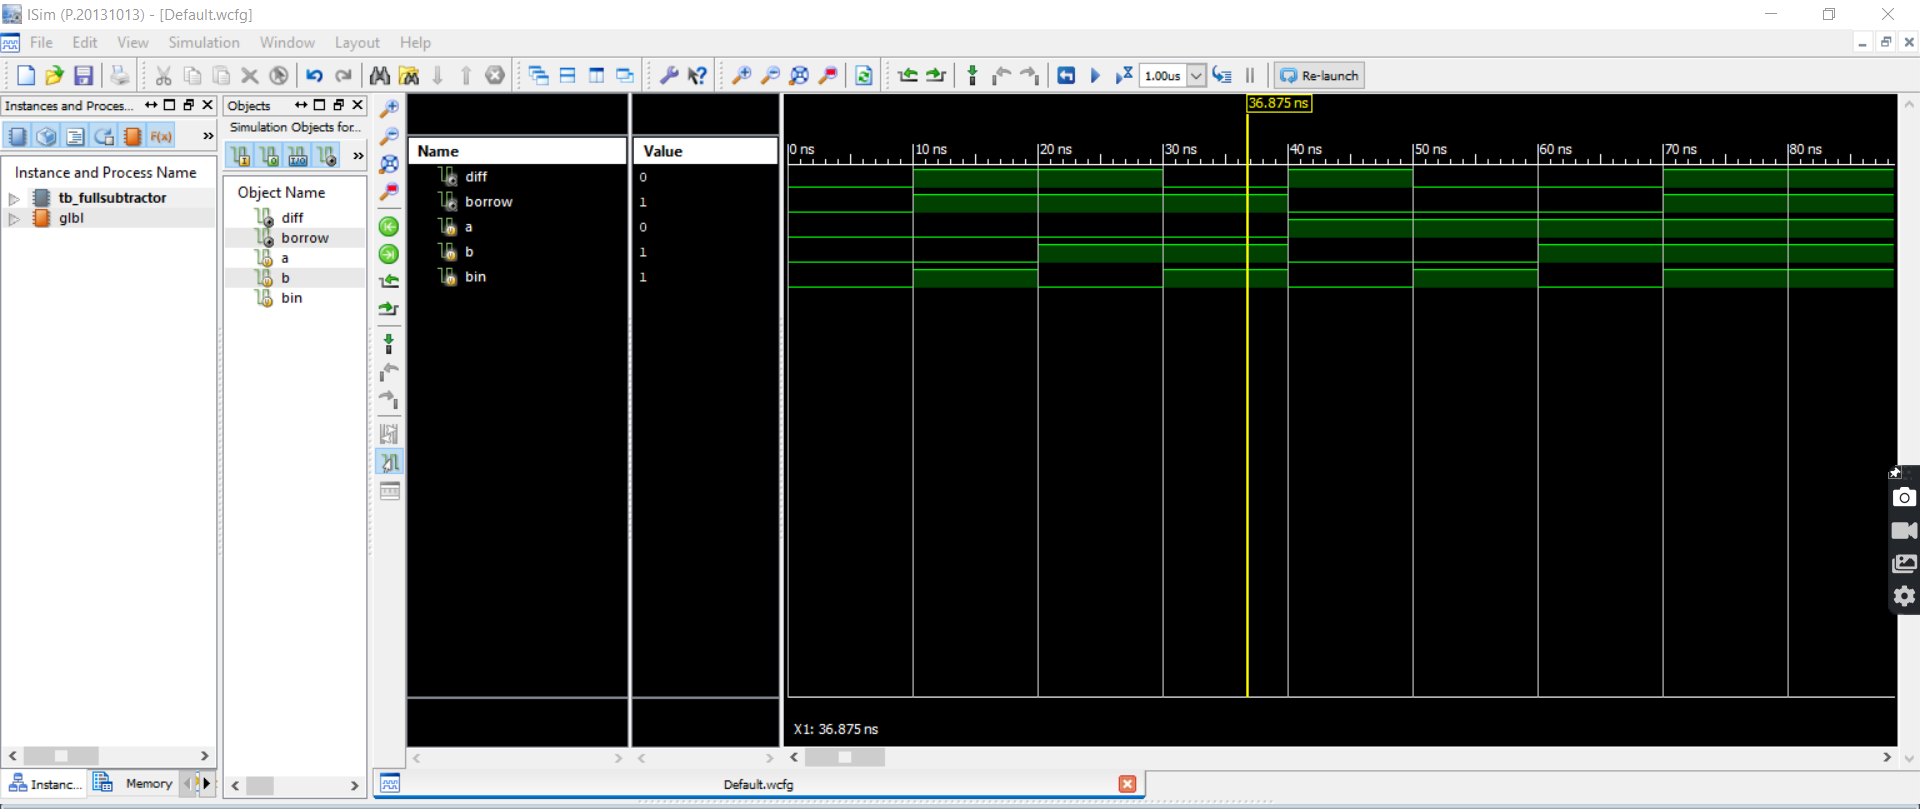 ISim (P.20131013) - [Default.wcfg]
File Edit View Simulation Window Layout Help
1.00us Re-launch
Instances and Proces...
F(x)
Instance and Process Name
tb_fullsubtractor
glbl
Instanc... Memory
Objects
Simulation Objects for...
I O I/O
Object Name
diff
borrow
a
b
bin
Name Value
diff 0
borrow 1
a 0
b 1
bin 1
36.875 ns
0 ns 10 ns 20 ns 30 ns 40 ns 50 ns 60 ns 70 ns 80 ns
X1: 36.875 ns
Default.wcfg